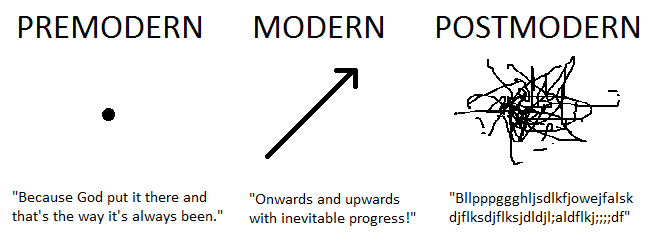 PREMODERN MODERN POSTMODERN
"Because God put it there and
that's the way it's always been."
"Onwards and upwards
with inevitable progress!"
"Bllpppggghljsdlkfjowejfalsk
djflksdjflksjdldjl;aldflkj;;;;df"